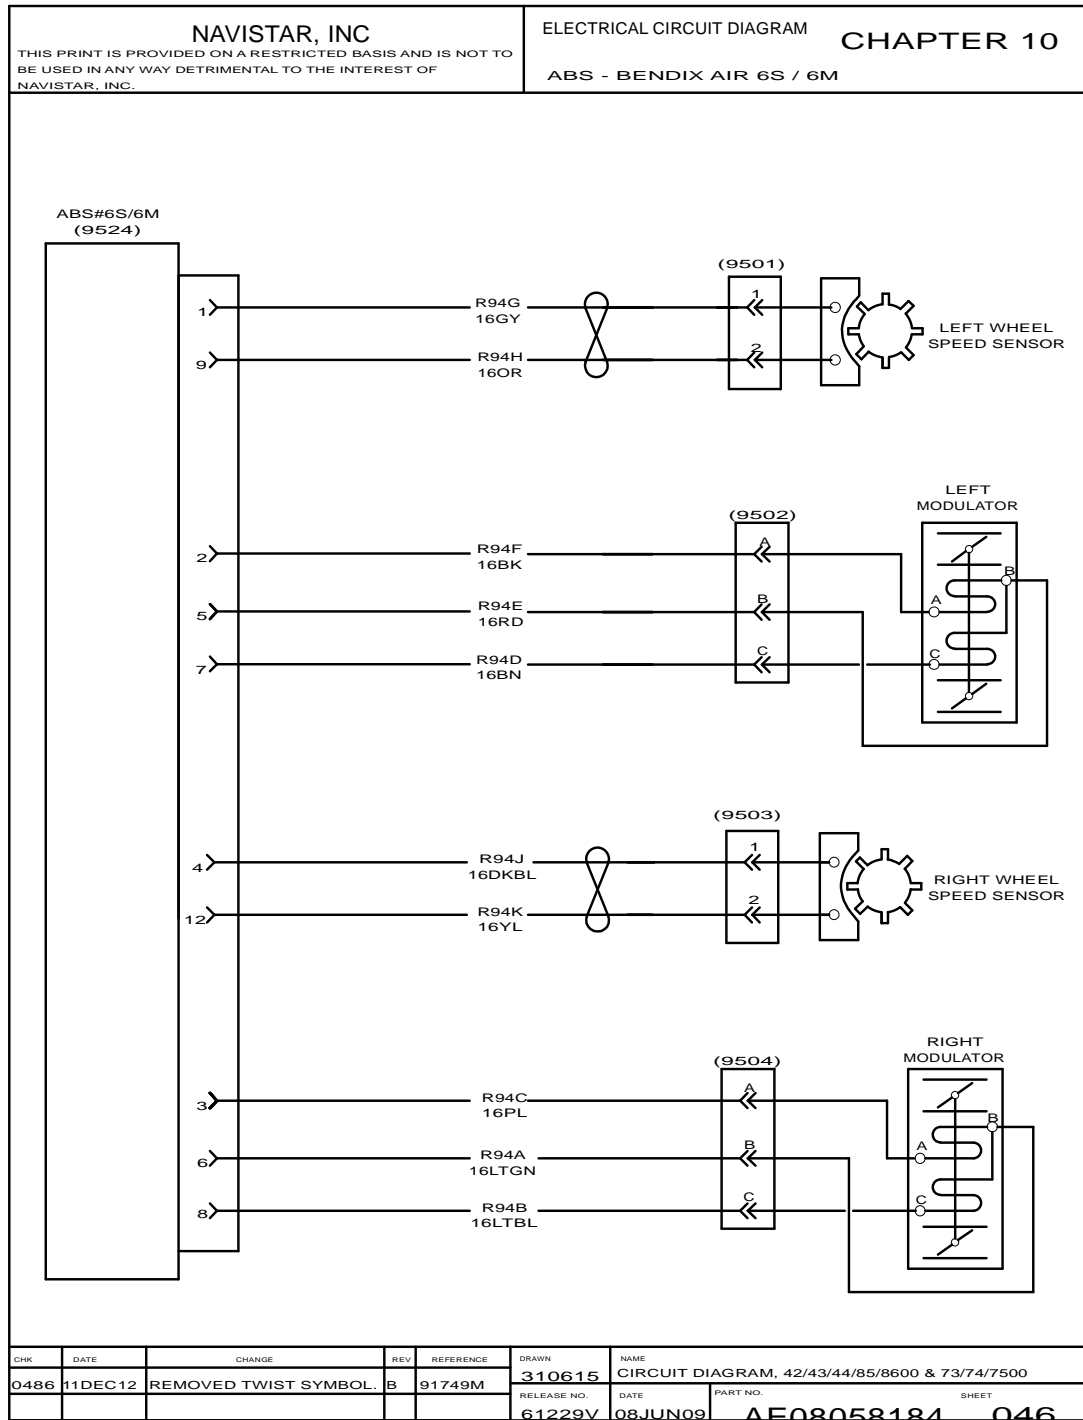 NAVISTAR, INC
THIS PRINT IS PROVIDED ON A RESTRICTED BASIS AND IS NOT TO
BE USED IN ANY WAY DETRIMENTAL TO THE INTEREST OF
NAVISTAR, INC.
ELECTRICAL CIRCUIT DIAGRAM
CHAPTER 10
ABS - BENDIX AIR 6S / 6M
ABS#6S/6M
(9524)
(9501)
1
R94G
16GY
1
LEFT WHEEL
SPEED SENSOR
9
R94H
16OR
2
LEFT
MODULATOR
(9502)
2
R94F
16BK
A
B
5
R94E
16RD
B
A
7
R94D
16BN
C
C
(9503)
4
R94J
16DKBL
1
RIGHT WHEEL
SPEED SENSOR
12
R94K
16YL
2
RIGHT
MODULATOR
(9504)
3
R94C
16PL
A
B
6
R94A
16LTGN
B
A
8
R94B
16LTBL
C
C
CHK DATE CHANGE REV REFERENCE
0486 11DEC12 REMOVED TWIST SYMBOL. B 91749M
DRAWN
310615
NAME
CIRCUIT DIAGRAM, 42/43/44/85/8600 & 73/74/7500
RELEASE NO.
61229V
DATE
08JUN09
PART NO.
AE08058184
SHEET
046